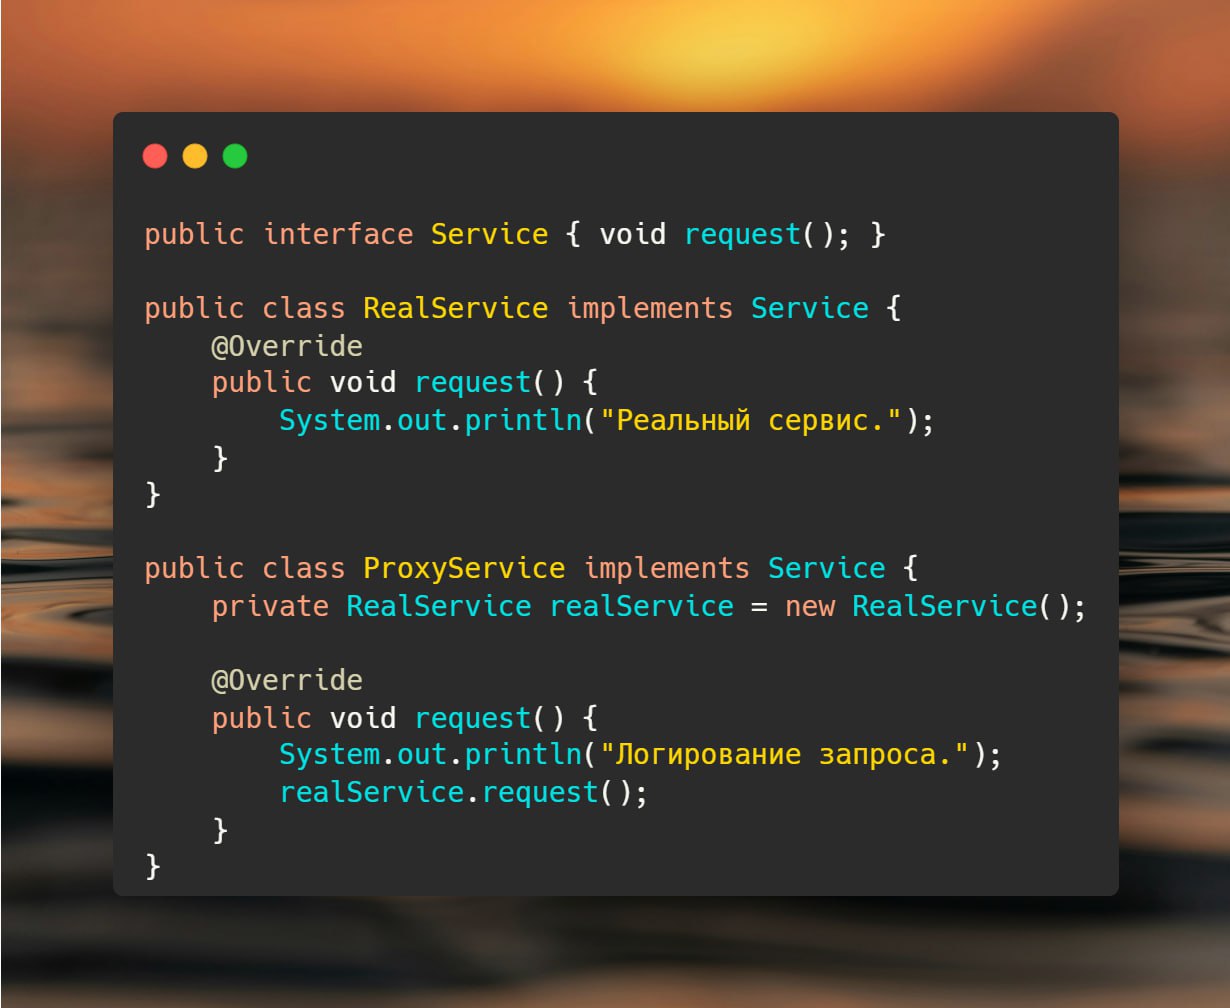 public interface Service { void request(); }
public class RealService implements Service {
@Override
public void request() {
System.out.println("Реальный сервис.");
}
}
public class ProxyService implements Service {
private RealService realService = new RealService();
@Override
public void request() {
System.out.println("Логирование запроса.");
realService.request();
}
}